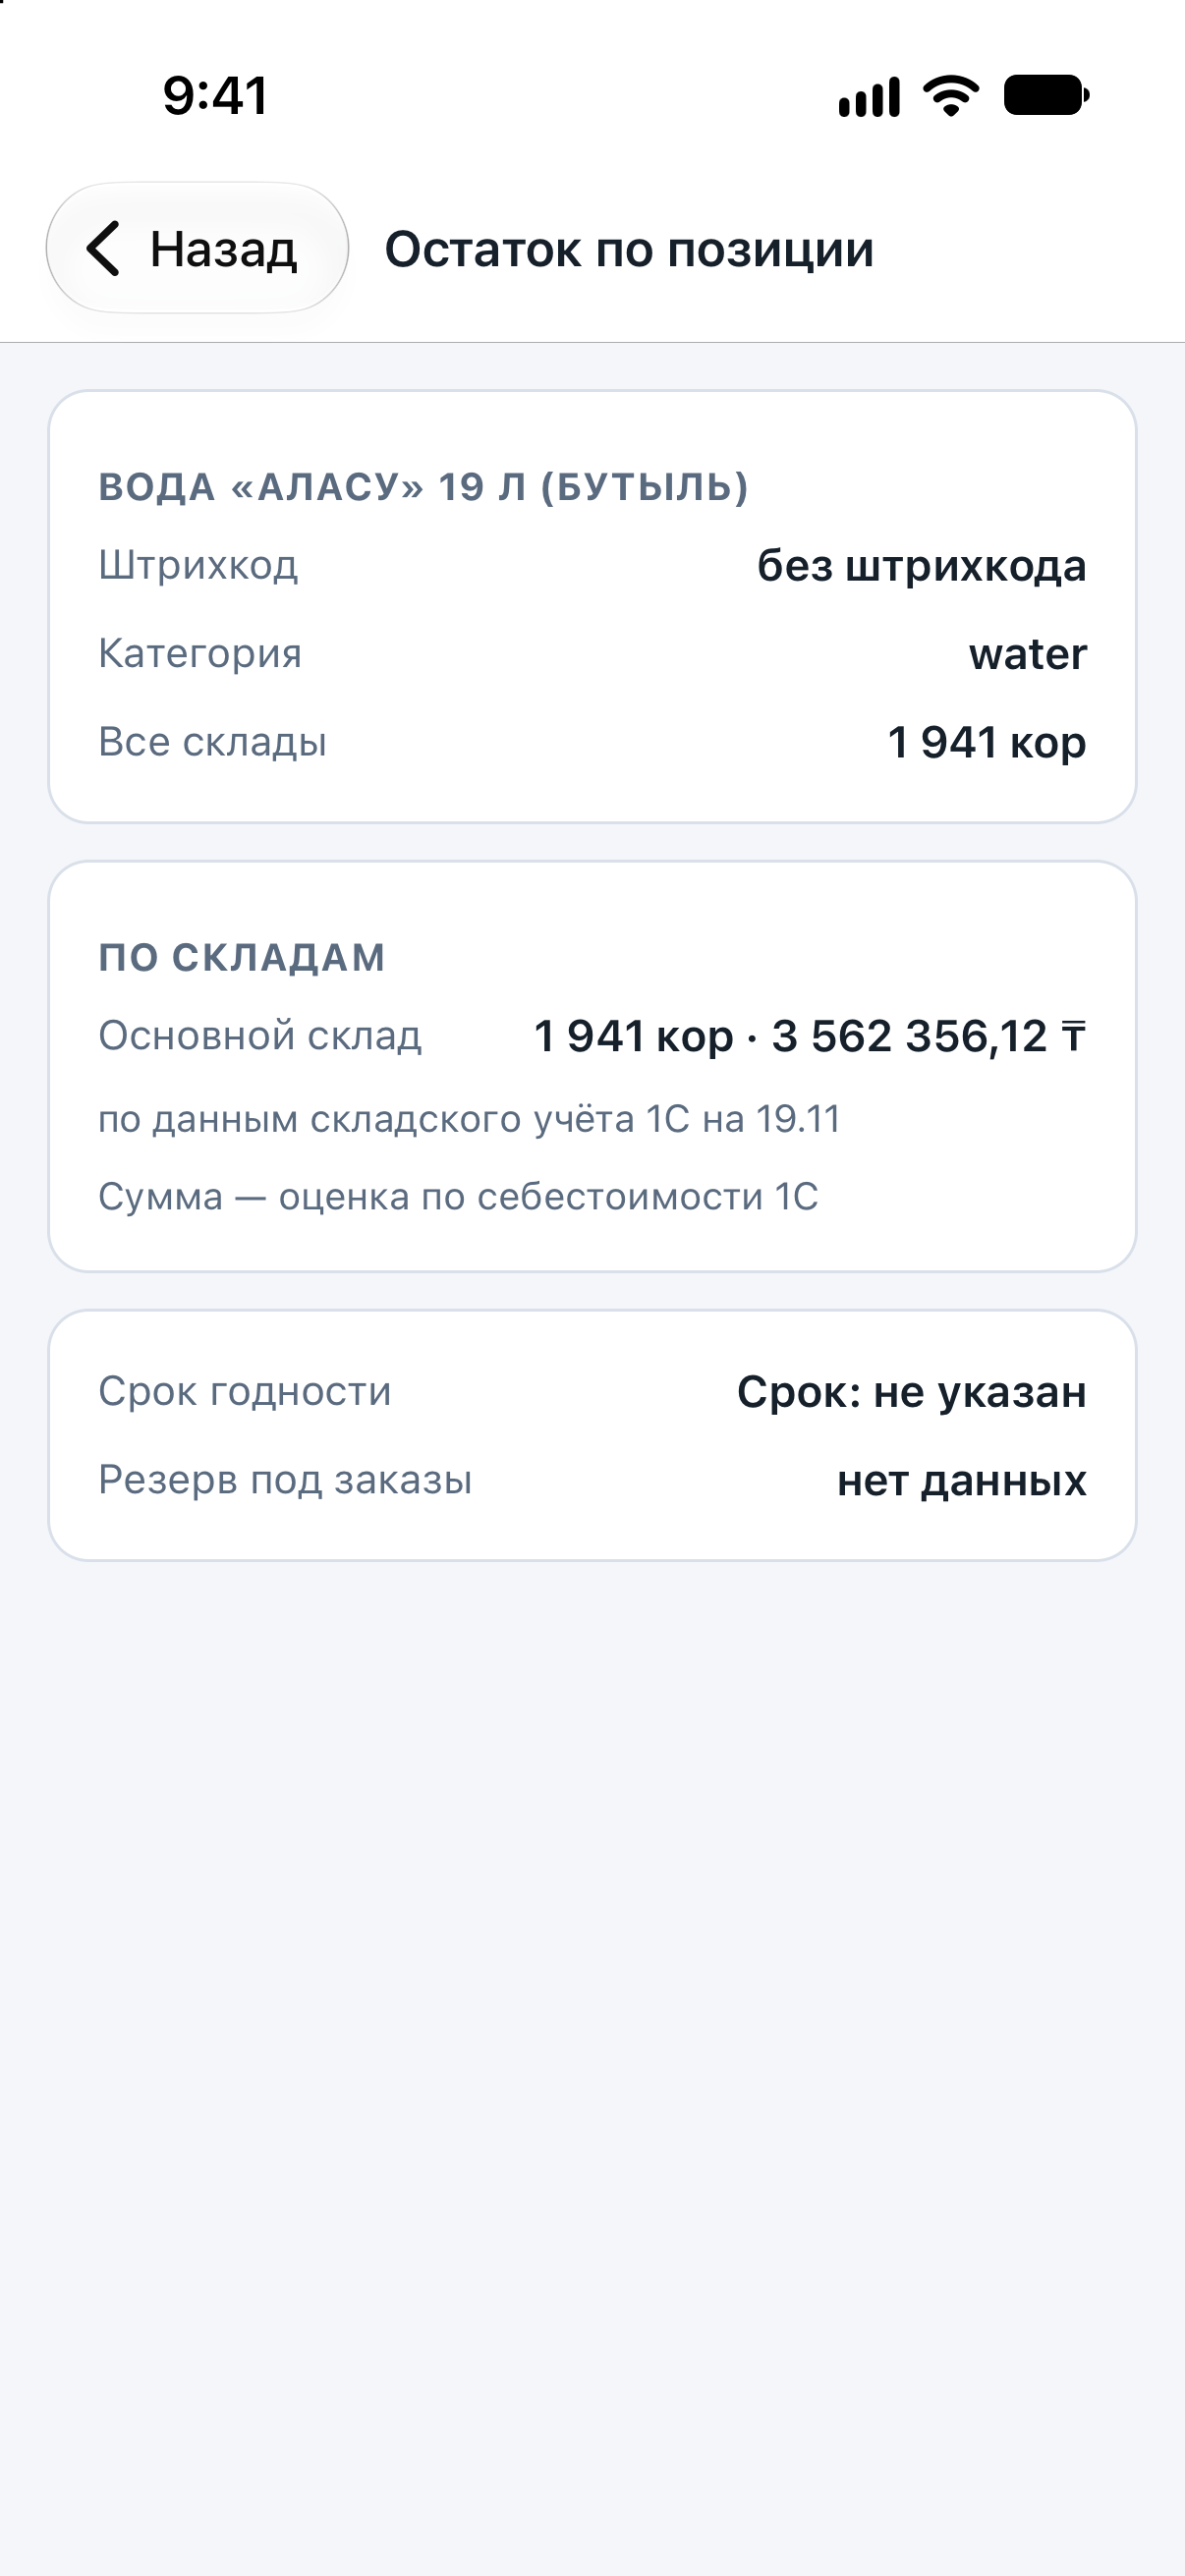 9:41
Назад
Остаток по позиции
ВОДА «АЛАСУ» 19 Л (БУТЫЛЬ)
Штрихкод без штрихкода
Категория water
Все склады 1 941 кор
ПО СКЛАДАМ
Основной склад 1 941 кор · 3 562 356,12 ₸
по данным складского учёта 1С на 19.11
Сумма — оценка по себестоимости 1С
Срок годности Срок: не указан
Резерв под заказы нет данных